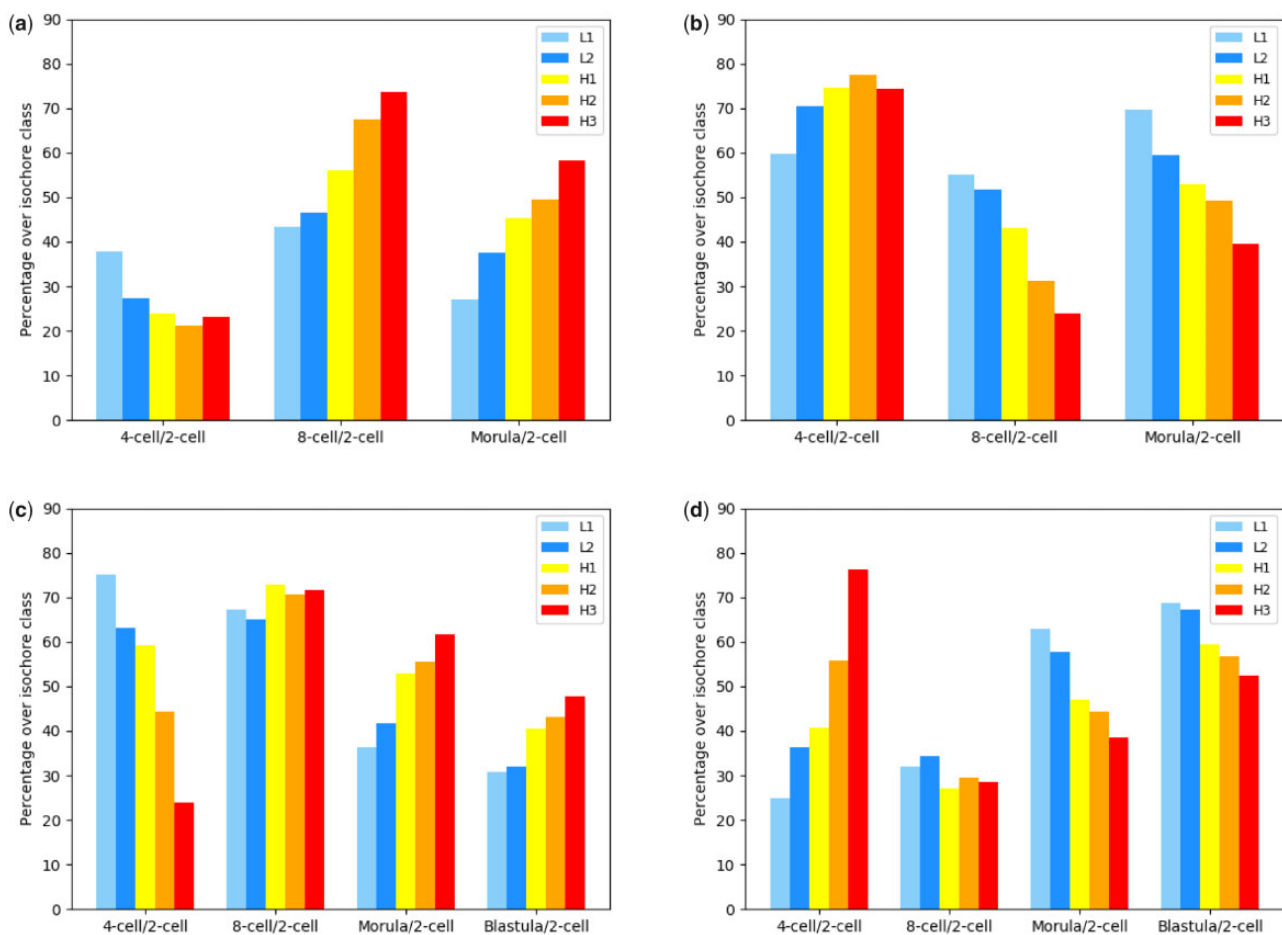 (a)
Percentage over isochore class
90
80
70
60
50
40
30
20
10
0
L1
L2
H1
H2
H3
4-cell/2-cell 8-cell/2-cell Morula/2-cell
(b)
Percentage over isochore class
90
80
70
60
50
40
30
20
10
0
L1
L2
H1
H2
H3
4-cell/2-cell 8-cell/2-cell Morula/2-cell
(c)
Percentage over isochore class
90
80
70
60
50
40
30
20
10
0
L1
L2
H1
H2
H3
4-cell/2-cell 8-cell/2-cell Morula/2-cell Blastula/2-cell
(d)
Percentage over isochore class
90
80
70
60
50
40
30
20
10
0
L1
L2
H1
H2
H3
4-cell/2-cell 8-cell/2-cell Morula/2-cell Blastula/2-cell